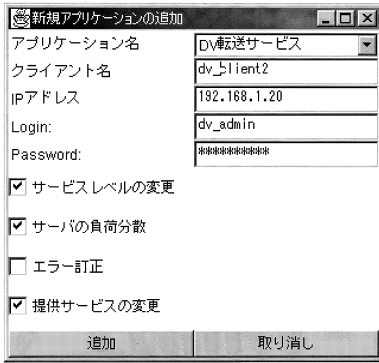 新規アプリケーションの追加
アプリケーション名 DV転送サービス
クライアント名
IPアドレス 192.168.1.20
Login: dv_admin
Password: **********
サービスレベルの変更
サーバの負荷分散
エラー訂正
提供サービスの変更
追加 取り消し